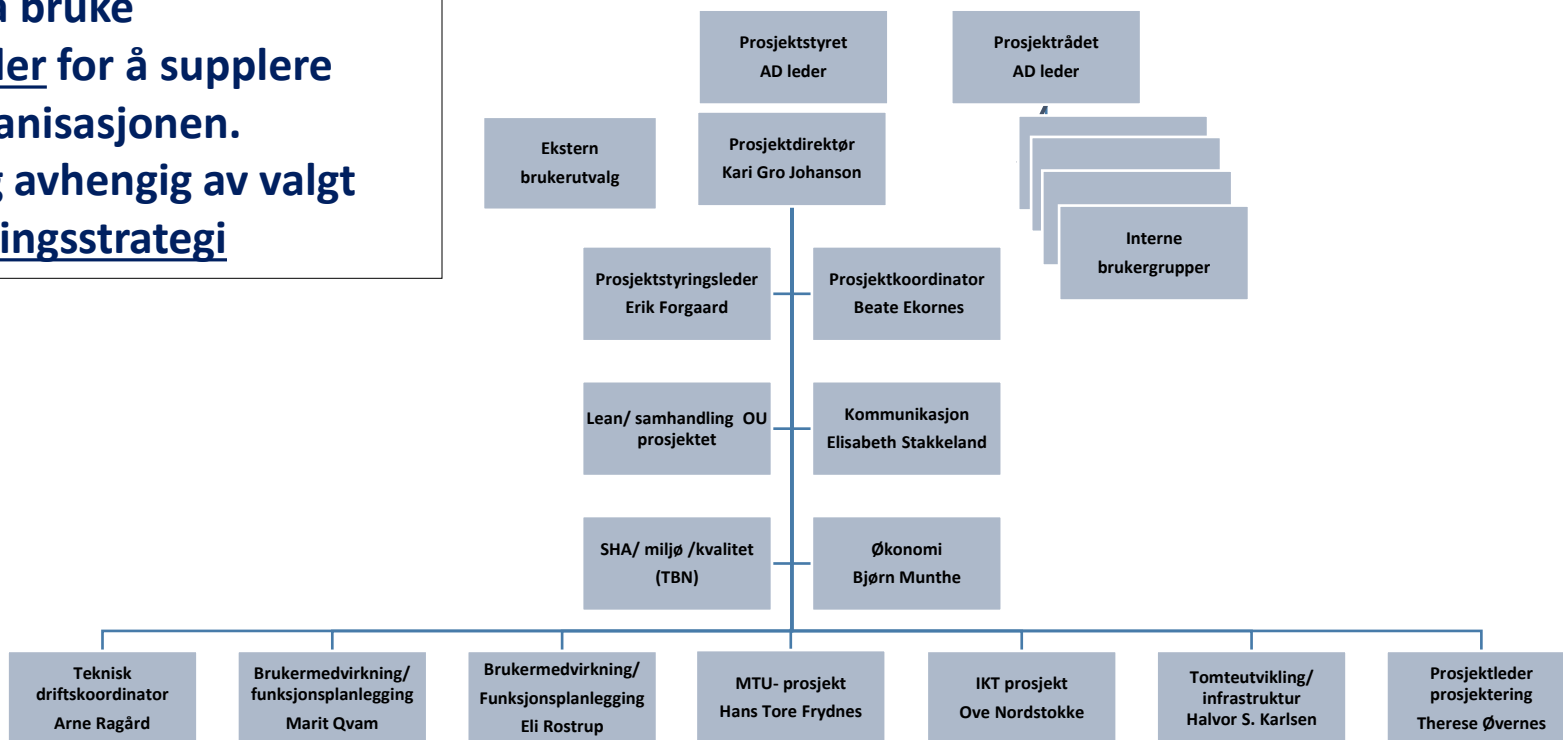 å bruke
for å supplere
avhengig av valgt
Prosjektstyret
AD leder
Prosjektrådet
AD leder
Ekstern
brukerutvalg
Prosjektdirektør
Kari Gro Johanson
Interne
brukergrupper
Prosjektstyringsleder
Erik Forgaard
Prosjektkoordinator
Beate Ekornes
Lean/ samhandling OU
prosjektet
Kommunikasjon
Elisabeth Stakkeland
SHA/ miljø /kvalitet
(TBN)
Økonomi
Bjørn Munthe
Teknisk
driftskoordinator
Arne Ragård
Brukermedvirkning/
funksjonsplanlegging
Marit Qvam
Brukermedvirkning/
Funksjonsplanlegging
Eli Rostrup
MTU- prosjekt
Hans Tore Frydnes
IKT prosjekt
Ove Nordstokke
Tomteutvikling/
infrastruktur
Halvor S. Karlsen
Prosjektleder
prosjektering
Therese Øvernes